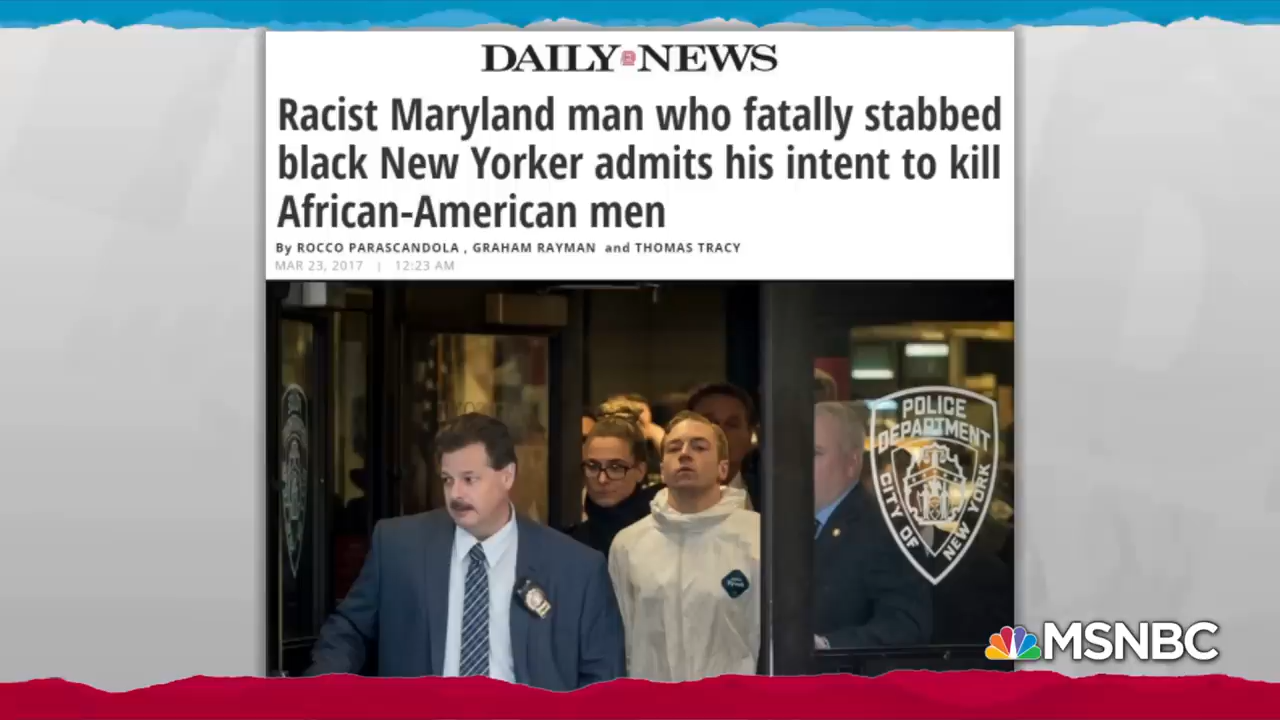 DAILY NEWS
Racist Maryland man who fatally stabbed
black New Yorker admits his intent to kill
African-American men
By ROCCO PARASCANDOLA , GRAHAM RAYMAN and THOMAS TRACY
MAR 23, 2017 | 12:23 AM
POLICE
DEPARTMENT
CITY OF
NEW YORK
MSNBC